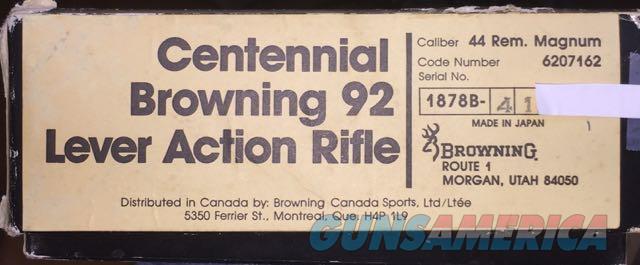 Centennial
Browning 92
Lever Action Rifle
Distributed in Canada by: Browning Canada Sports, Ltd/Ltée
5350 Ferrier St., Montreal, Que. H4P 1L9
Caliber 44 Rem. Magnum
Code Number 6207162
Serial No.
1878B- 41
MADE IN JAPAN
BROWNING
ROUTE 1
MORGAN, UTAH 84050
GUNSAMERICA